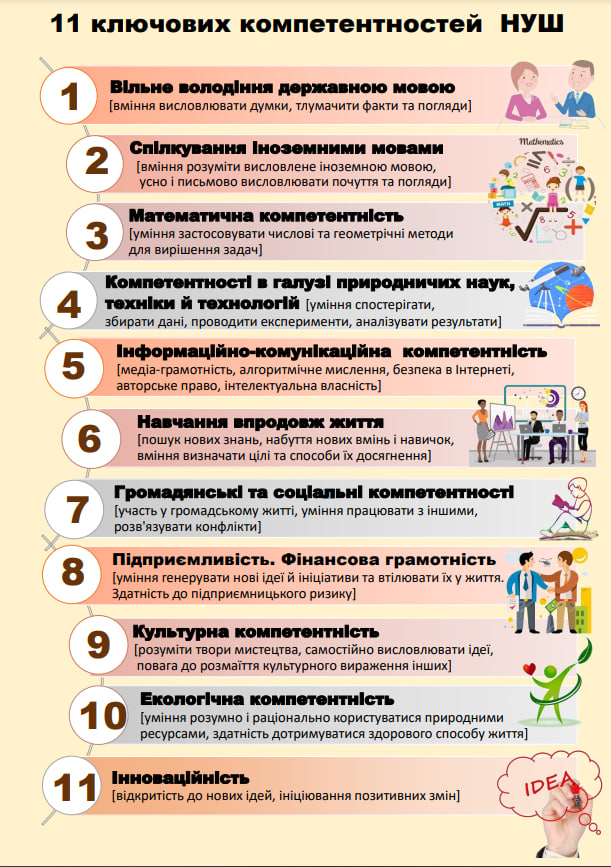 11 ключових компетентностей НУШ
1
Вільне володіння державною мовою
[вміння висловлювати думки, тлумачити факти та погляди]
2
Спілкування іноземними мовами
[вміння розуміти висловлене іноземною мовою,
усно і письмово висловлювати почуття та погляди]
Mathematics
MATH
3
Математична компетентність
[уміння застосовувати числові та геометричні методи
для вирішення задач]
4
Компетентності в галузі природничих наук,
техніки й технологій [уміння спостерігати,
збирати дані, проводити експерименти, аналізувати результати]
5
Інформаційно-комунікаційна компетентність
[медіа-грамотність, алгоритмічне мислення, безпека в Інтернеті,
авторське право, інтелектуальна власність]
6
Навчання впродовж життя
[пошук нових знань, набуття нових вмінь і навичок,
вміння визначати цілі та способи їх досягнення]
7
Громадянські та соціальні компетентності
[участь у громадському житті, уміння працювати з іншими,
розв'язувати конфлікти]
8
Підприємливість. Фінансова грамотність
[уміння генерувати нові ідеї й ініціативи та втілювати їх у життя.
Здатність до підприємницького ризику]
9
Культурна компетентність
[розуміти твори мистецтва, самостійно висловлювати ідеї,
повага до розмаїття культурного вираження інших]
10
Екологічна компетентність
[уміння розумно і раціонально користуватися природними
ресурсами, здатність дотримуватися здорового способу життя]
11
Інноваційність
[відкритість до нових ідей, ініціювання позитивних змін]
IDEA